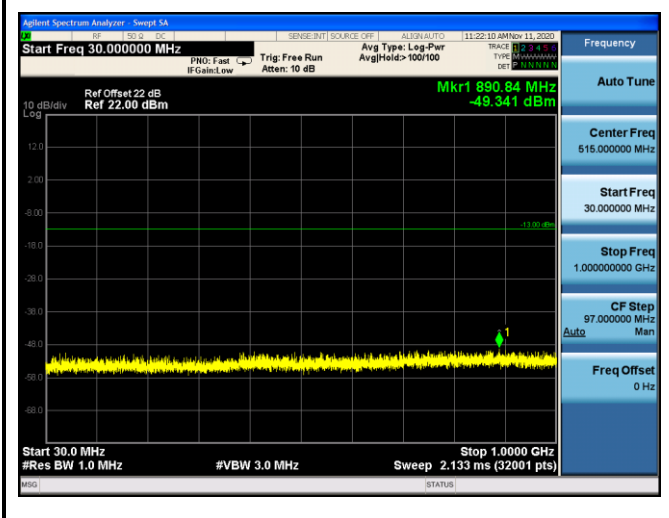 Agilent Spectrum Analyzer - Swept SA
RF 50 Ω DC SENSE:INT SOURCE OFF ALIGN AUTO 11:22:10 AM Nov 11, 2020
Start Freq 30.000000 MHz
PNO: Fast
IFGain:Low
Trig: Free Run
Atten: 10 dB
Avg Type: Log-Pwr
Avg|Hold:> 100/100
TRACE 1 2 3 4 5 6
TYPE M W W W W W
DET P N N N N N
Ref Offset 22 dB
10 dB/div Ref 22.00 dBm
Log
Mkr1 890.84 MHz
-49.341 dBm
12.0
2.00
-8.00
-13.00 dBm
-18.0
-28.0
-38.0
1
-48.0
-58.0
-68.0
Start 30.0 MHz Stop 1.0000 GHz
#Res BW 1.0 MHz #VBW 3.0 MHz Sweep 2.133 ms (32001 pts)
MSG STATUS
Frequency
Auto Tune
Center Freq
515.000000 MHz
Start Freq
30.000000 MHz
Stop Freq
1.000000000 GHz
CF Step
97.000000 MHz
Auto Man
Freq Offset
0 Hz